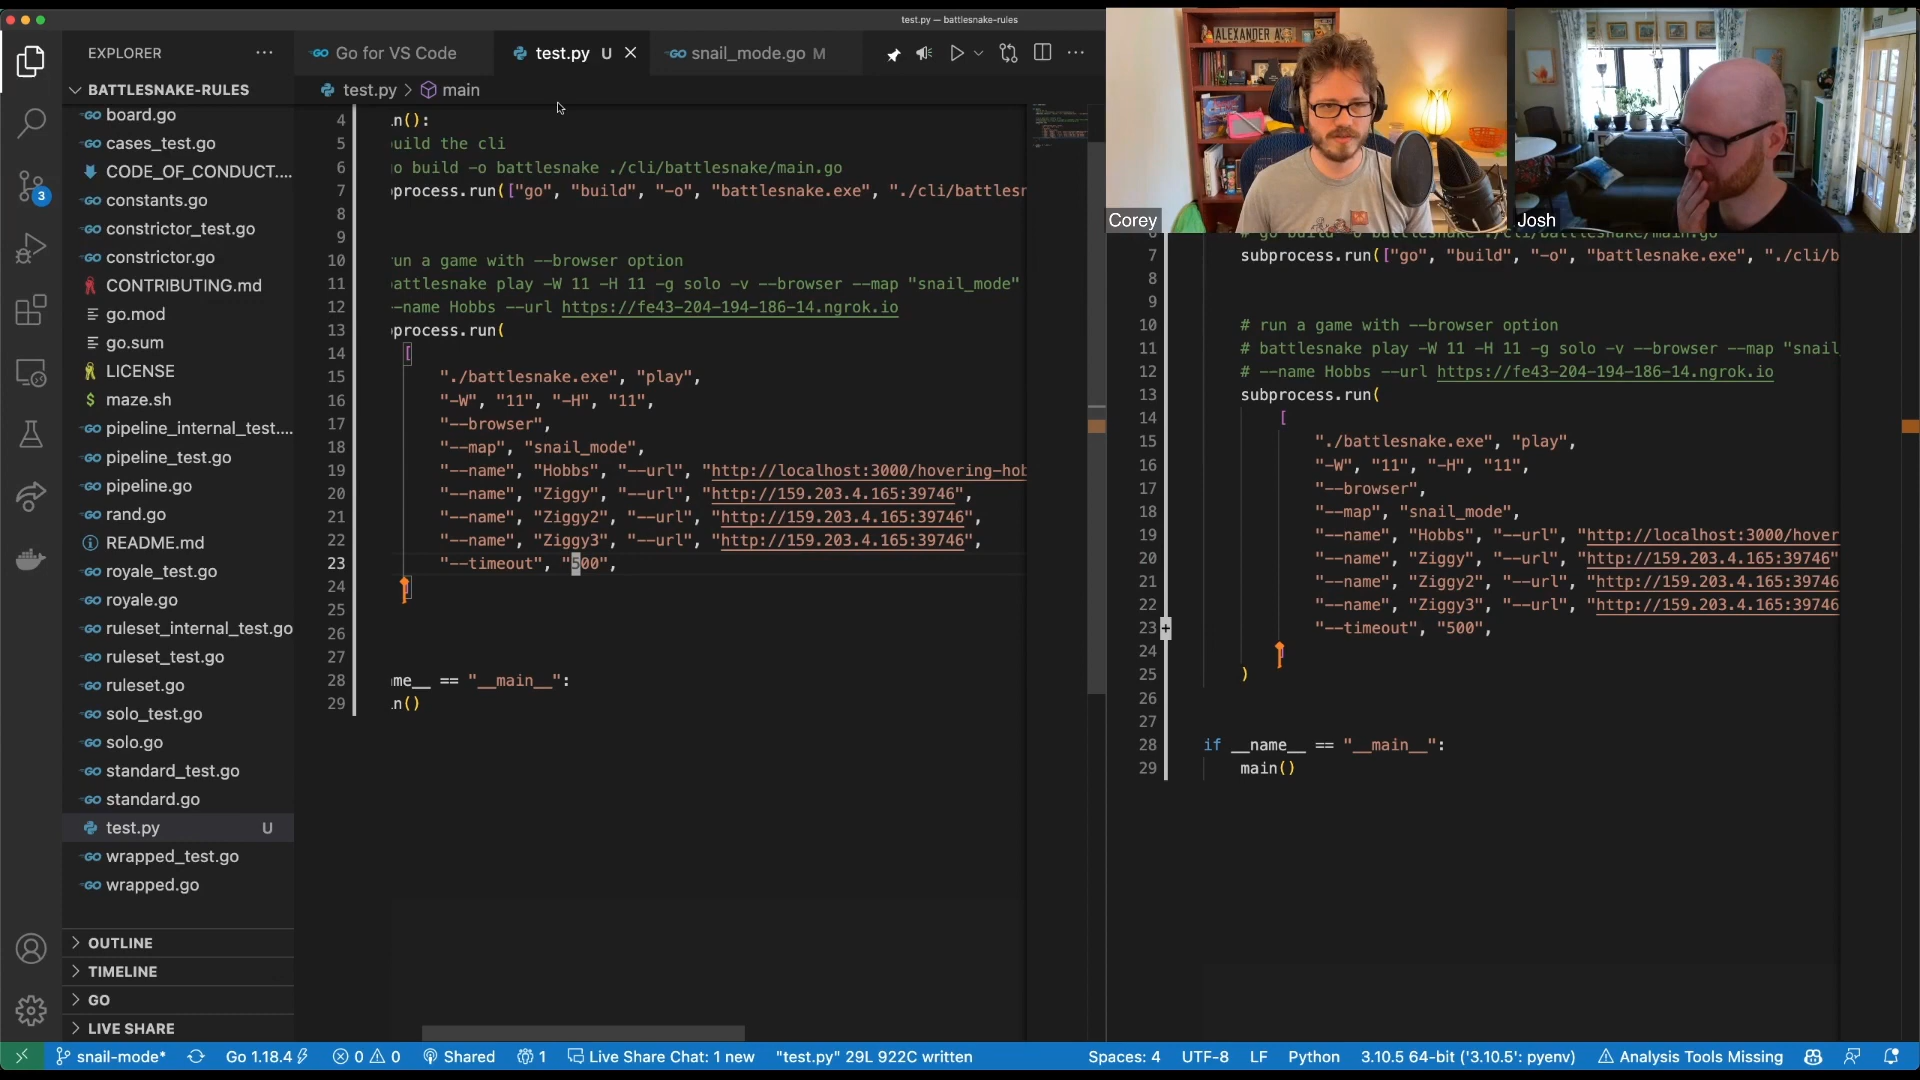 test.py — battlesnake-rules
EXPLORER
Go for VS Code
test.py U
snail_mode.go M
BATTLESNAKE-RULES
test.py > main
board.go
cases_test.go
CODE_OF_CONDUCT....
constants.go
constrictor_test.go
constrictor.go
CONTRIBUTING.md
go.mod
go.sum
LICENSE
maze.sh
pipeline_internal_test....
pipeline_test.go
pipeline.go
rand.go
README.md
royale_test.go
royale.go
ruleset_internal_test.go
ruleset_test.go
ruleset.go
solo_test.go
solo.go
standard_test.go
standard.go
test.py U
wrapped_test.go
wrapped.go
OUTLINE
TIMELINE
GO
LIVE SHARE
3
4 n():
5 uild the cli
6 go build -o battlesnake ./cli/battlesnake/main.go
7 process.run(["go", "build", "-o", "battlesnake.exe", "./cli/battlesn
8
9
10 run a game with --browser option
11 battlesnake play -W 11 -H 11 -g solo -v --browser --map "snail_mode"
12 --name Hobbs --url https://fe43-204-194-186-14.ngrok.io
13 process.run(
14 [
15 "./battlesnake.exe", "play",
16 "-W", "11", "-H", "11",
17 "--browser",
18 "--map", "snail_mode",
19 "--name", "Hobbs", "--url", "http://localhost:3000/hovering-hob
20 "--name", "Ziggy", "--url", "http://159.203.4.165:39746",
21 "--name", "Ziggy2", "--url", "http://159.203.4.165:39746",
22 "--name", "Ziggy3", "--url", "http://159.203.4.165:39746",
23 "--timeout", "500",
24 ]
25
26
27
28 me__ == "__main__":
29 n()
ALEXANDER A
Corey
Josh
# go build -o battlesnake ./cli/battlesnake/main.go
7 subprocess.run(["go", "build", "-o", "battlesnake.exe", "./cli/b
8
9
10 # run a game with --browser option
11 # battlesnake play -W 11 -H 11 -g solo -v --browser --map "snail
12 # --name Hobbs --url https://fe43-204-194-186-14.ngrok.io
13 subprocess.run(
14 [
15 "./battlesnake.exe", "play",
16 "-W", "11", "-H", "11",
17 "--browser",
18 "--map", "snail_mode",
19 "--name", "Hobbs", "--url", "http://localhost:3000/hover
20 "--name", "Ziggy", "--url", "http://159.203.4.165:39746"
21 "--name", "Ziggy2", "--url", "http://159.203.4.165:39746
22 "--name", "Ziggy3", "--url", "http://159.203.4.165:39746
23 + "--timeout", "500",
24
25 )
26
27
28 if __name__ == "__main__":
29 main()
snail-mode* Go 1.18.4 0 0 Shared 1 Live Share Chat: 1 new "test.py" 29L 922C written Spaces: 4 UTF-8 LF Python 3.10.5 64-bit ('3.10.5': pyenv) Analysis Tools Missing